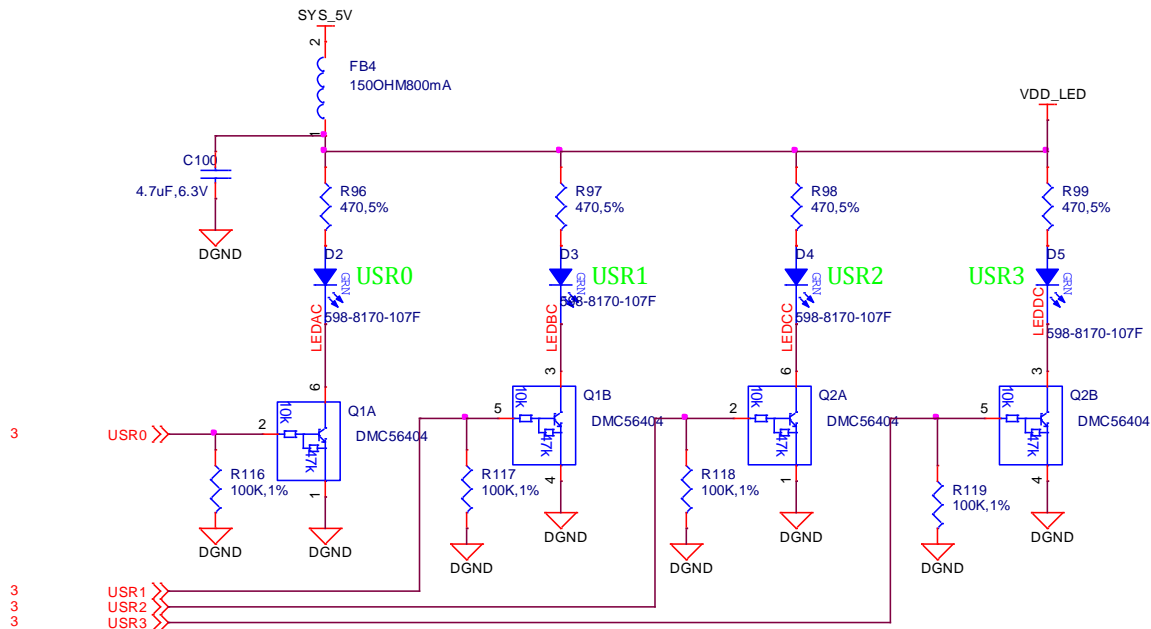 SYS_5V
2
FB4
150OHM800mA
1
VDD_LED
C100
4.7uF,6.3V
DGND
R96
470,5%
R97
470,5%
R98
470,5%
R99
470,5%
D2
USR0
GRN
598-8170-107F
LEDAC
D3
USR1
598-8170-107F
LEDBC
D4
USR2
GRN
598-8170-107F
LEDCC
D5
USR3
GRN
598-8170-107F
LEDDC
6
3
6
3
10k
Q1A
DMC56404
47k
2
1
10k
Q1B
DMC56404
47k
5
4
10k
Q2A
DMC56404
47k
2
1
10k
Q2B
DMC56404
47k
5
4
3 USR0
R116
100K,1%
R117
100K,1%
R118
100K,1%
R119
100K,1%
DGND
DGND
DGND
DGND
DGND
DGND
DGND
DGND
3 USR1
3 USR2
3 USR3